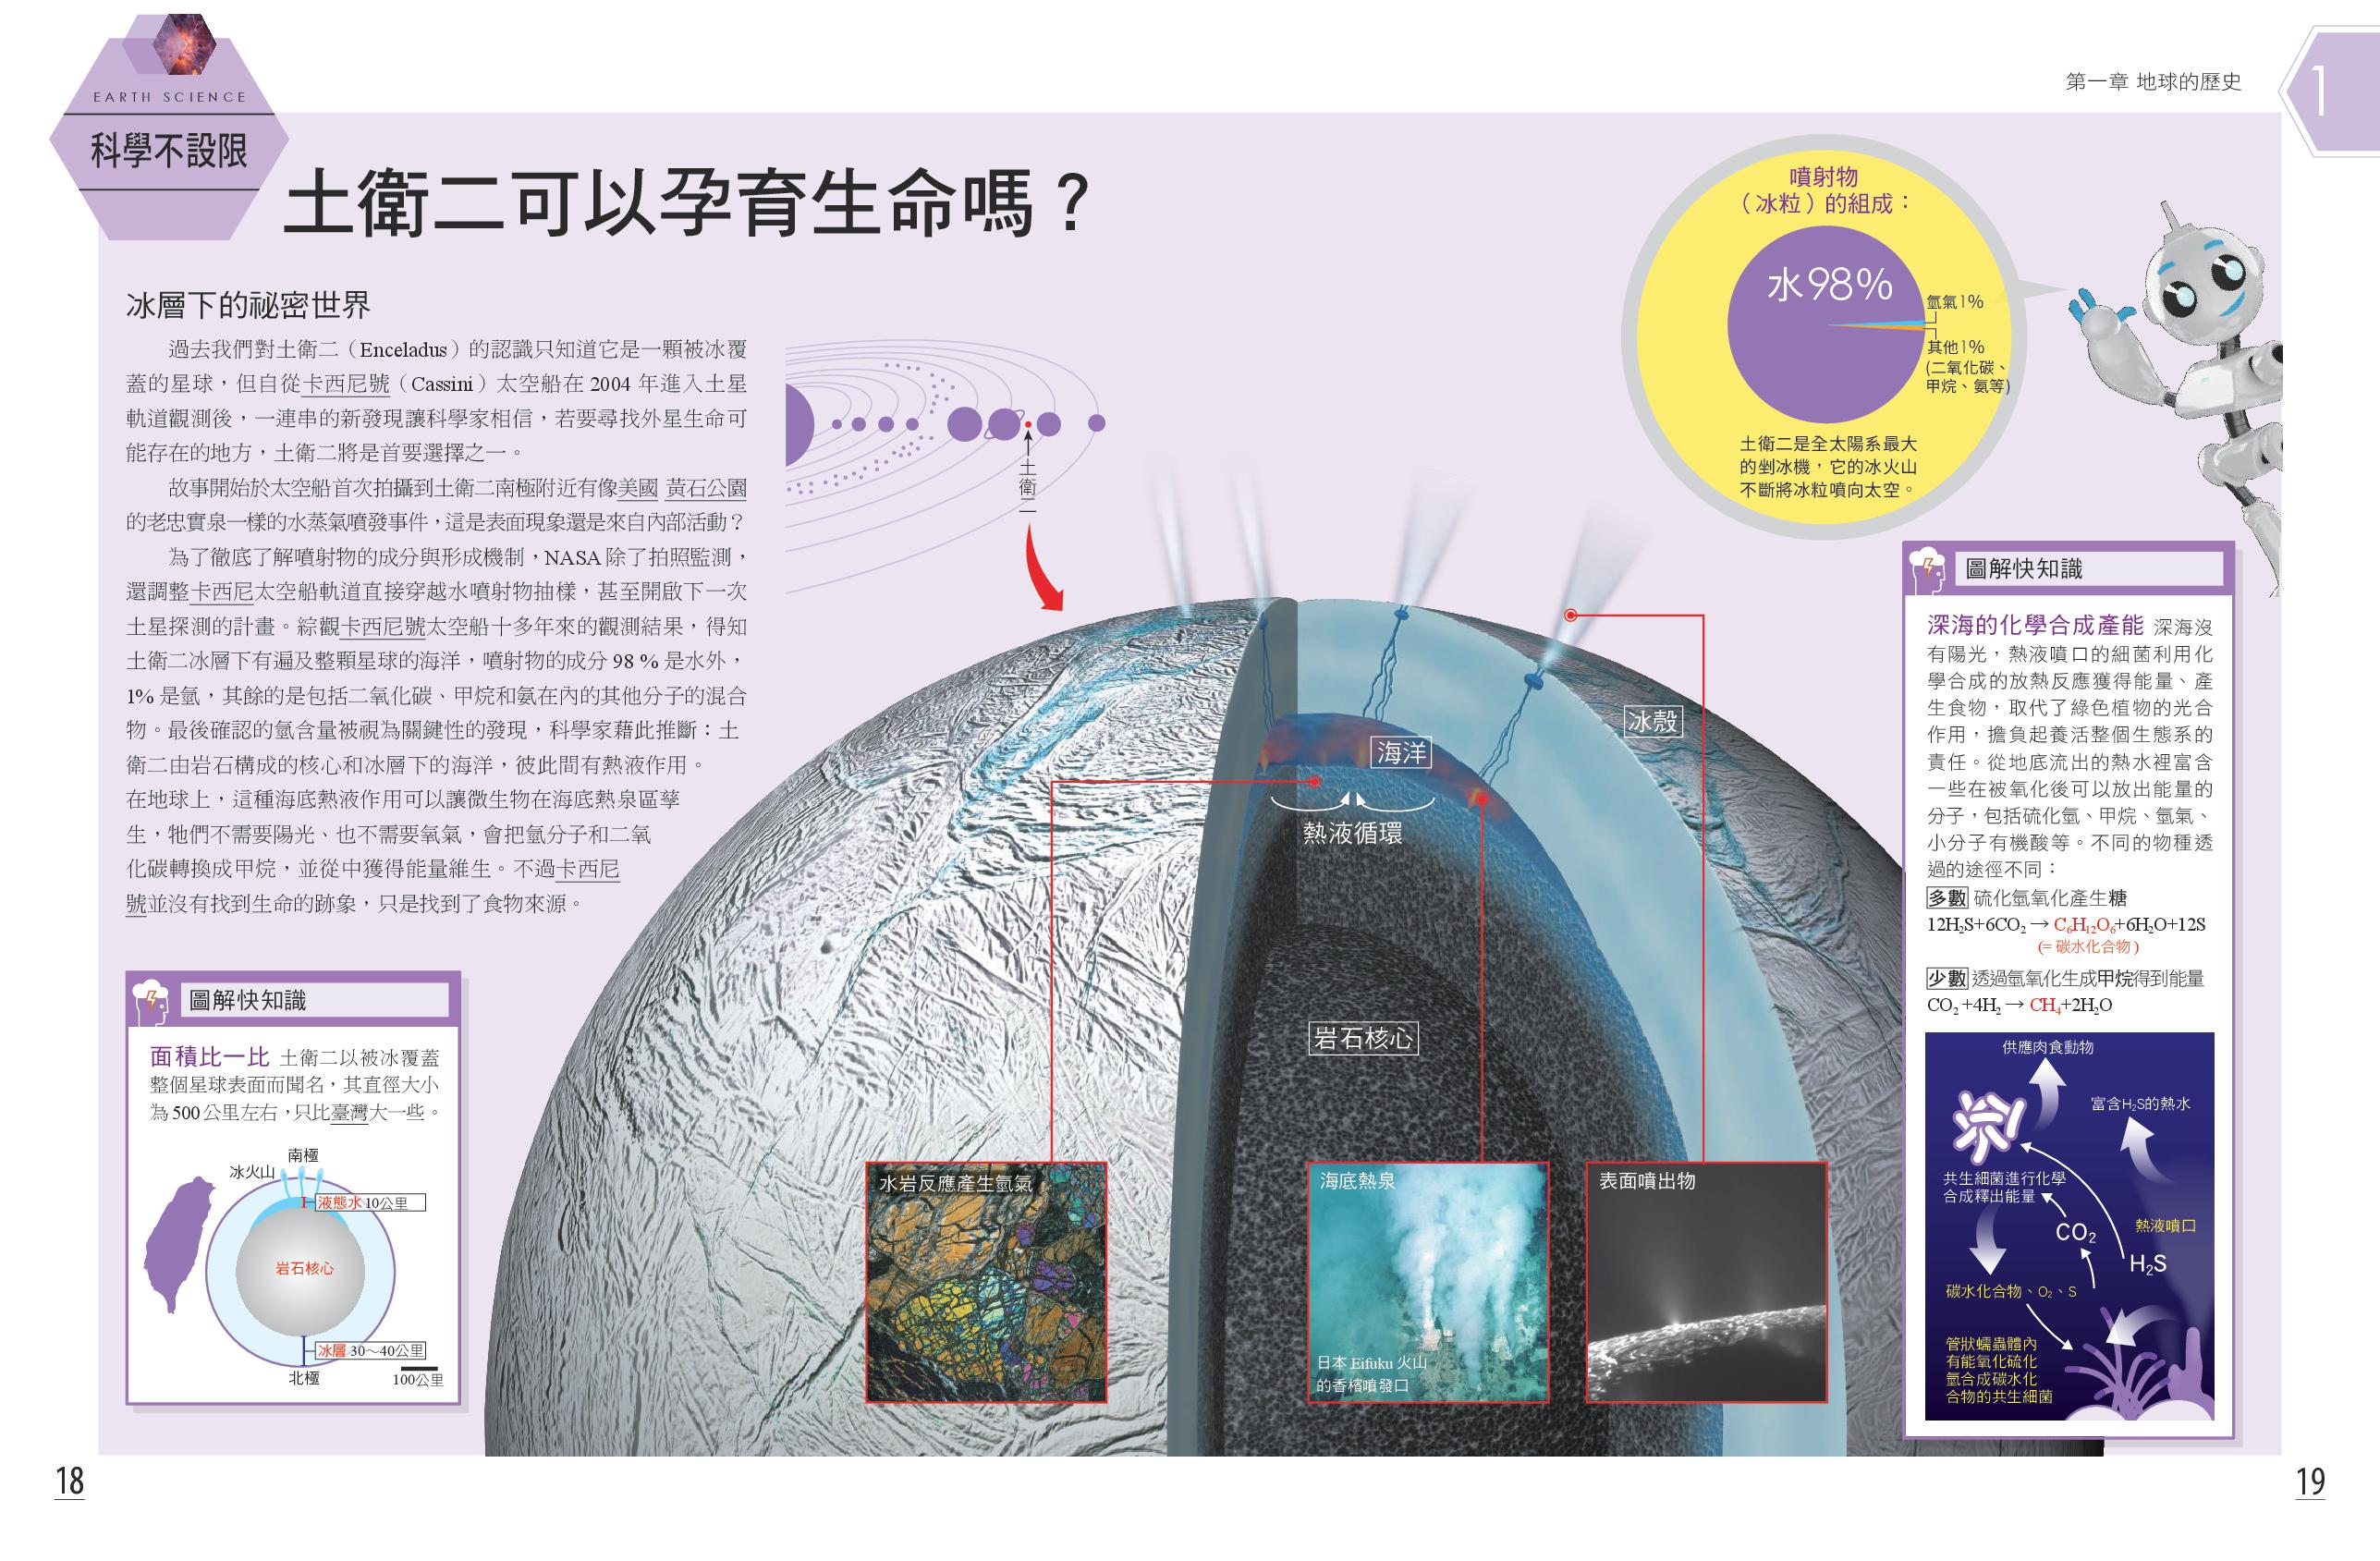 EARTH SCIENCE
科學不設限
第一章 地球的歷史
1
土衛二可以孕育生命嗎？
冰層下的祕密世界
過去我們對土衛二（Enceladus）的認識只知道它是一顆被冰覆
蓋的星球，但自從卡西尼號（Cassini）太空船在 2004 年進入土星
軌道觀測後，一連串的新發現讓科學家相信，若要尋找外星生命可
能存在的地方，土衛二將是首要選擇之一。
故事開始於太空船首次拍攝到土衛二南極附近有像美國 黃石公園
的老忠實泉一樣的水蒸氣噴發事件，這是表面現象還是來自內部活動？
為了徹底了解噴射物的成分與形成機制，NASA 除了拍照監測，
還調整卡西尼太空船軌道直接穿越水噴射物抽樣，甚至開啟下一次
土星探測的計畫。綜觀卡西尼號太空船十多年來的觀測結果，得知
土衛二冰層下有遍及整顆星球的海洋，噴射物的成分 98 % 是水外，
1% 是氫，其餘的是包括二氧化碳、甲烷和氨在內的其他分子的混合
物。最後確認的氫含量被視為關鍵性的發現，科學家藉此推斷：土
衛二由岩石構成的核心和冰層下的海洋，彼此間有熱液作用。
在地球上，這種海底熱液作用可以讓微生物在海底熱泉區孳
生，牠們不需要陽光、也不需要氧氣，會把氫分子和二氧
化碳轉換成甲烷，並從中獲得能量維生。不過卡西尼
號並沒有找到生命的跡象，只是找到了食物來源。
土衛二
噴射物
（冰粒）的組成：
水98%
氫氣1%
其他1%
(二氧化碳、
甲烷、氨等)
土衛二是全太陽系最大
的剉冰機，它的冰火山
不斷將冰粒噴向太空。
冰殼
海洋
熱液循環
岩石核心
水岩反應產生氫氣
海底熱泉
日本 Eifuku 火山
的香檳噴發口
表面噴出物
圖解快知識
面積比一比 土衛二以被冰覆蓋
整個星球表面而聞名，其直徑大小
為 500 公里左右，只比臺灣大一些。
南極
冰火山
液態水 10公里
岩石核心
冰層 30～40公里
北極
100公里
圖解快知識
深海的化學合成產能 深海沒
有陽光，熱液噴口的細菌利用化
學合成的放熱反應獲得能量、產
生食物，取代了綠色植物的光合
作用，擔負起養活整個生態系的
責任。從地底流出的熱水裡富含
一些在被氧化後可以放出能量的
分子，包括硫化氫、甲烷、氫氣、
小分子有機酸等。不同的物種透
過的途徑不同：
多數 硫化氫氧化產生糖
12H₂S+6CO₂ → C₆H₁₂O₆+6H₂O+12S
(= 碳水化合物 )
少數 透過氫氧化生成甲烷得到能量
CO₂ +4H₂ → CH₄+2H₂O
供應肉食動物
富含H₂S的熱水
共生細菌進行化學
合成釋出能量
CO₂
熱液噴口
H₂S
碳水化合物、O₂、S
管狀蠕蟲體內
有能氧化硫化
氫合成碳水化
合物的共生細菌
18
19